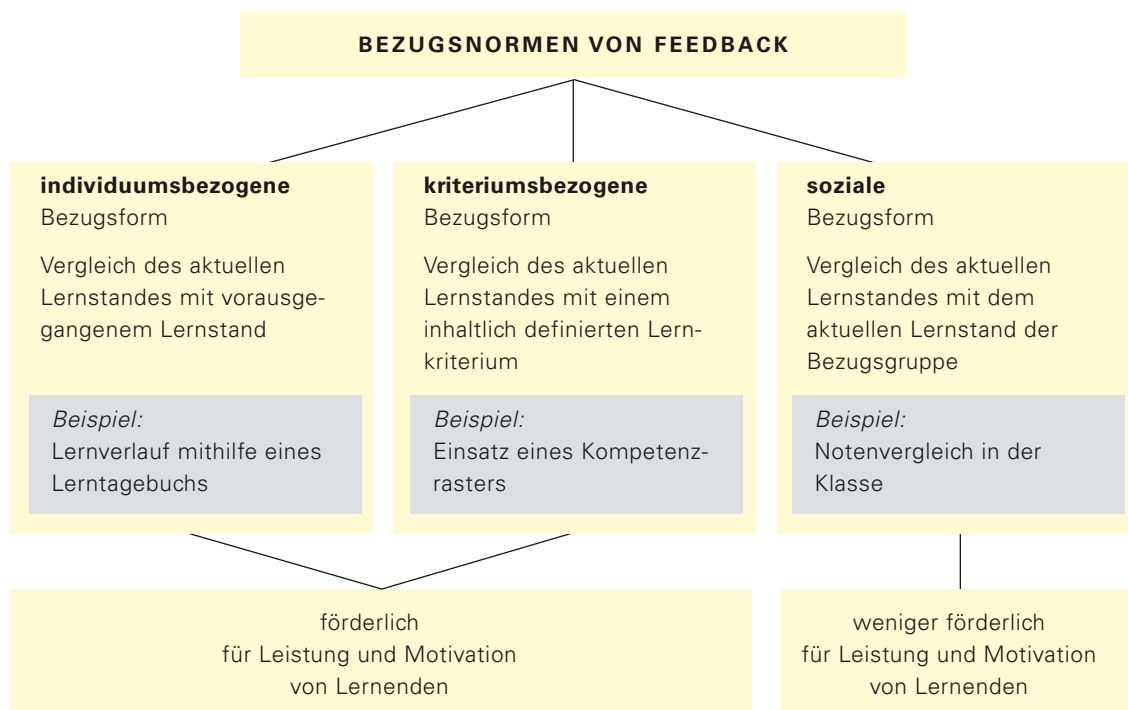 BEZUGSNORMEN VON FEEDBACK
individuumsbezogene
Bezugsform
Vergleich des aktuellen
Lernstandes mit vorausge-
gangenem Lernstand
Beispiel:
Lernverlauf mithilfe eines
Lerntagebuchs
kriteriumsbezogene
Bezugsform
Vergleich des aktuellen
Lernstandes mit einem
inhaltlich definierten Lern-
kriterium
Beispiel:
Einsatz eines Kompetenz-
rasters
soziale
Bezugsform
Vergleich des aktuellen
Lernstandes mit dem
aktuellen Lernstand der
Bezugsgruppe
Beispiel:
Notenvergleich in der
Klasse
förderlich
für Leistung und Motivation
von Lernenden
weniger förderlich
für Leistung und Motivation
von Lernenden